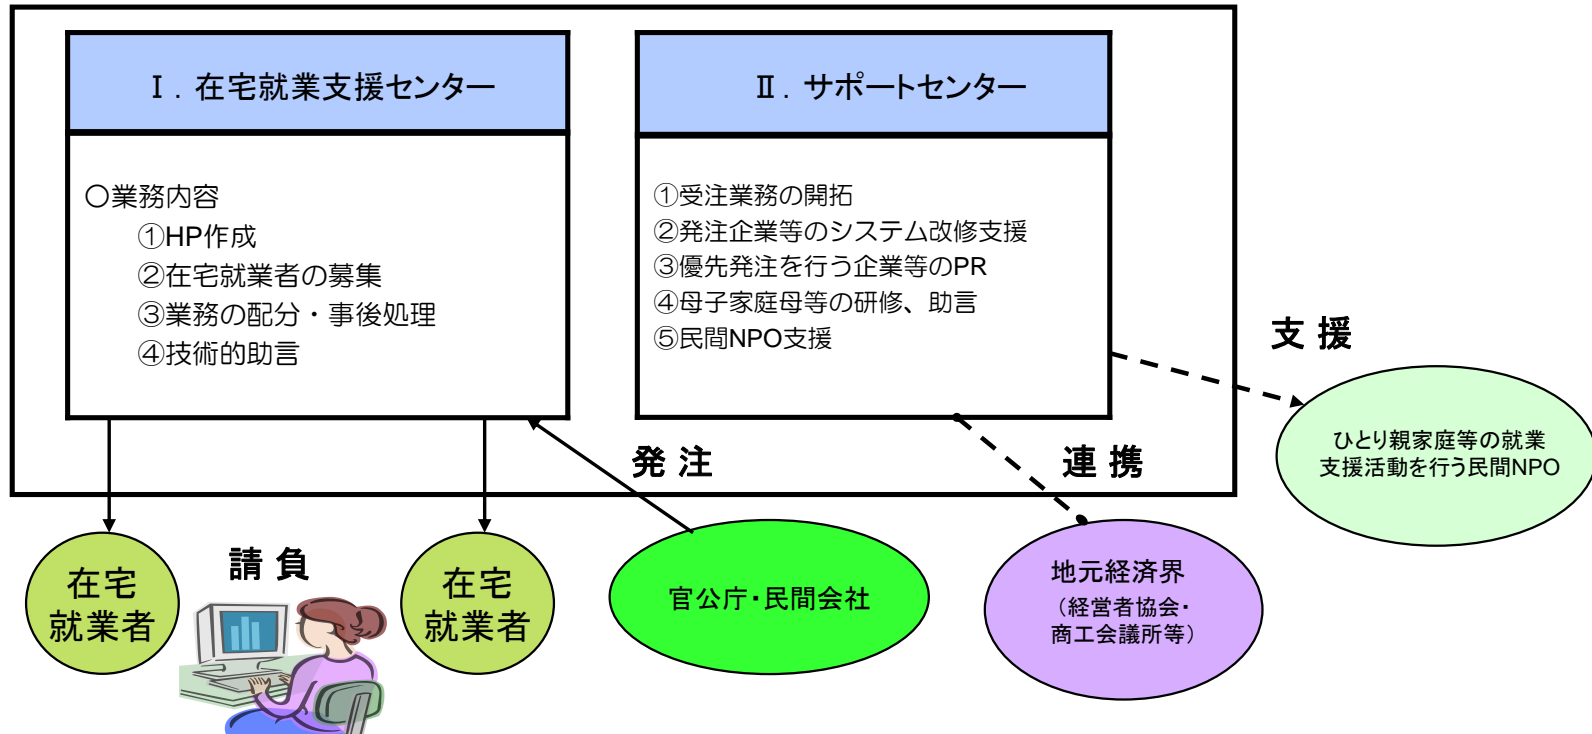 Ⅰ．在宅就業支援センター
○業務内容
①HP作成
②在宅就業者の募集
③業務の配分・事後処理
④技術的助言
Ⅱ．サポートセンター
①受注業務の開拓
②発注企業等のシステム改修支援
③優先発注を行う企業等のPR
④母子家庭母等の研修、助言
⑤民間NPO支援
支 援
ひとり親家庭等の就業
支援活動を行う民間NPO
発 注
連 携
在宅
就業者
請 負
在宅
就業者
官公庁・民間会社
地元経済界
（経営者協会・
商工会議所等）